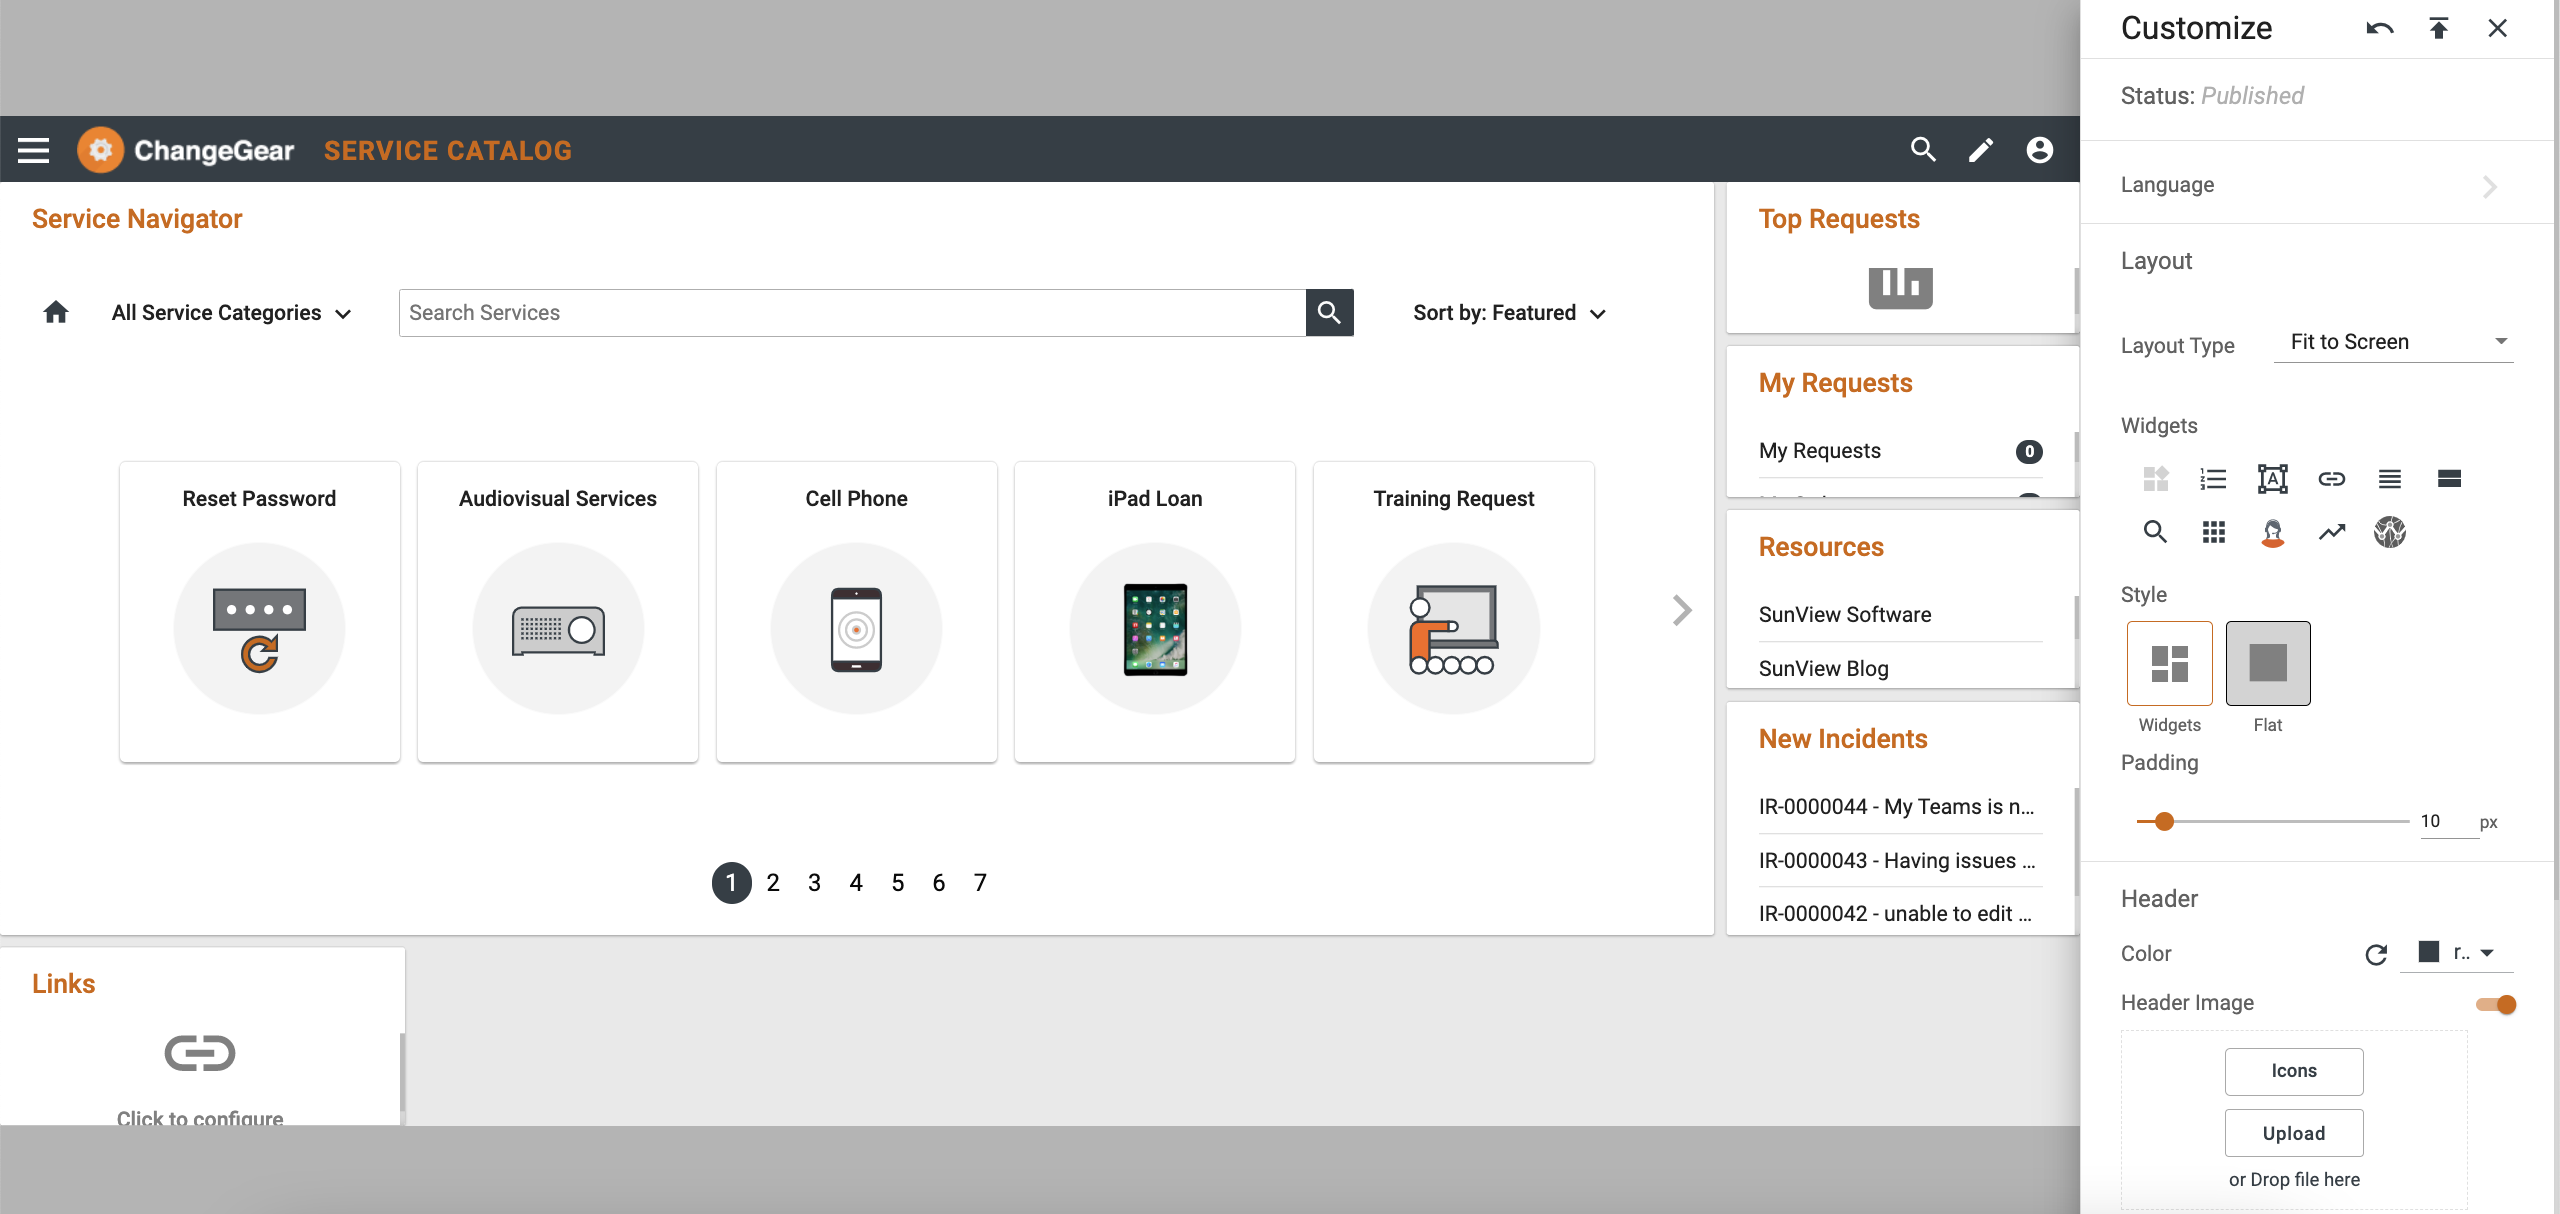 ChangeGear SERVICE CATALOG
Service Navigator
All Service Categories
Search Services
Sort by: Featured
Reset Password
Audiovisual Services
Cell Phone
iPad Loan
Training Request
1 2 3 4 5 6 7
Links
Click to configure
Top Requests
My Requests
My Requests 0
Resources
SunView Software
SunView Blog
New Incidents
IR-0000044 - My Teams is n...
IR-0000043 - Having issues ...
IR-0000042 - unable to edit ...
Customize
Status: Published
Language
Layout
Layout Type Fit to Screen
Widgets
Style
Widgets Flat
Padding
10 px
Header
Color r..
Header Image
Icons
Upload
or Drop file here